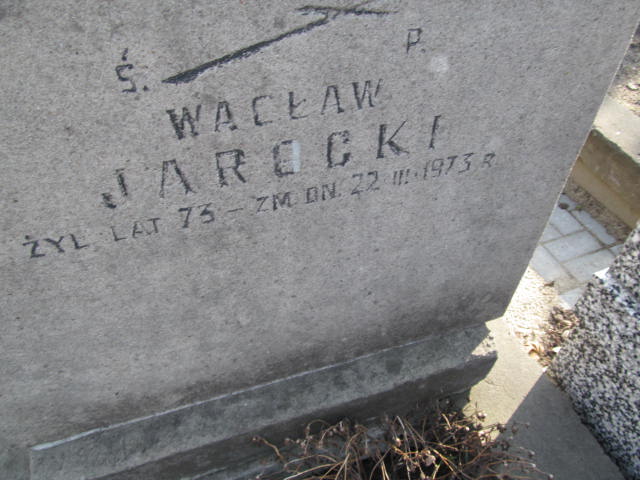 Ś. P.
WACŁAW
JAROCKI
ŻYŁ LAT 73 – ZM. DN. 22.III.1973 R.